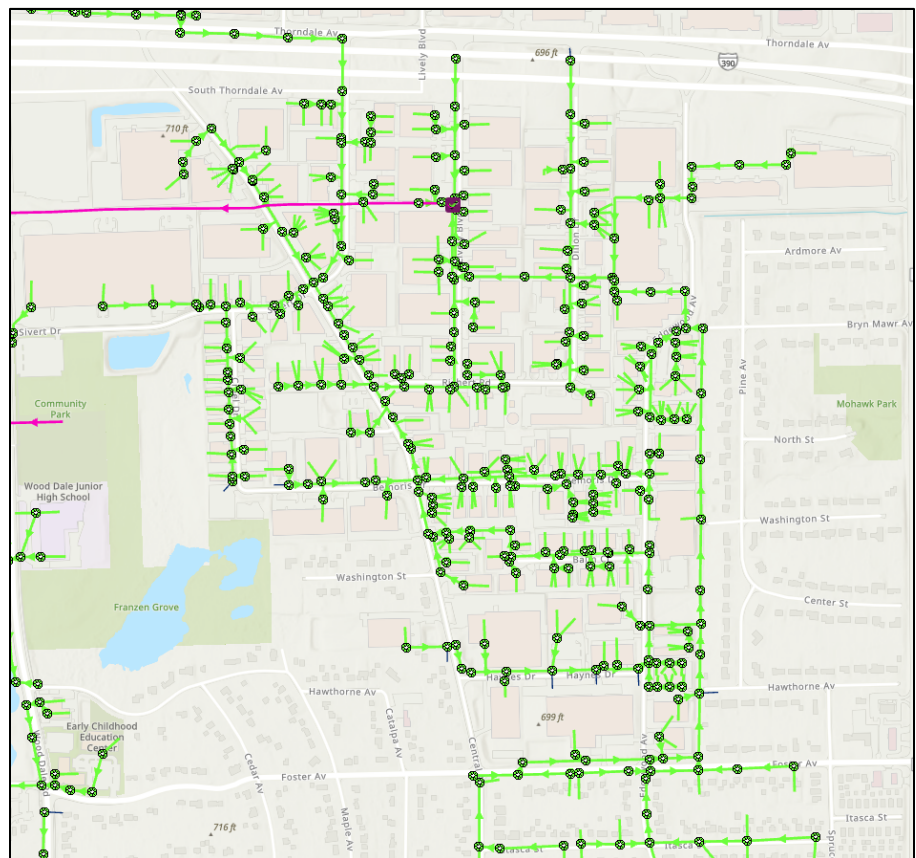 Thorndale Av
Lively Blvd
696 ft
Thorndale Av
390
South Thorndale Av
710 ft
Ardmore Av
Sivert Dr
Bryn Mawr Av
Pine Av
Community
Park
Mohawk Park
North St
Wood Dale Junior
High School
Washington St
Washington St
Franzen Grove
Center St
Haynes Dr
Haynes Dr
Hawthorne Av
Hawthorne Av
699 ft
Catalpa Av
Early Childhood
Education
Center
Central
Cedar Av
Foster Av
Foster Av
Maple Av
716 ft
Itasca St
Itasca
Spruc